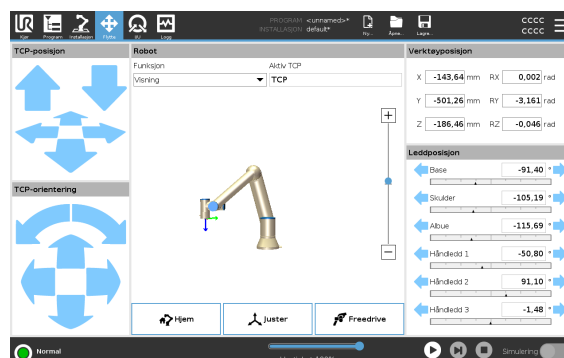 UR
PROGRAM <unnamed>*
INSTALLASJON default*
CCCC
CCCC
Kjør Program Installasjon Flytte I/U Logg Ny... Åpne... Lagre...
TCP-posisjon
Robot
Verktøyposisjon
Funksjon
Aktiv TCP
Visning
TCP
X -143,64 mm RX 0,002 rad
Y -501,26 mm RY -3,161 rad
Z -186,46 mm RZ -0,046 rad
Leddposisjon
Base -91,40 °
Skulder -105,19 °
TCP-orientering
Albue -115,69 °
Håndledd 1 -50,80 °
Håndledd 2 91,10 °
Håndledd 3 -1,48 °
Hjem
Juster
Freedrive
Normal
Simulering